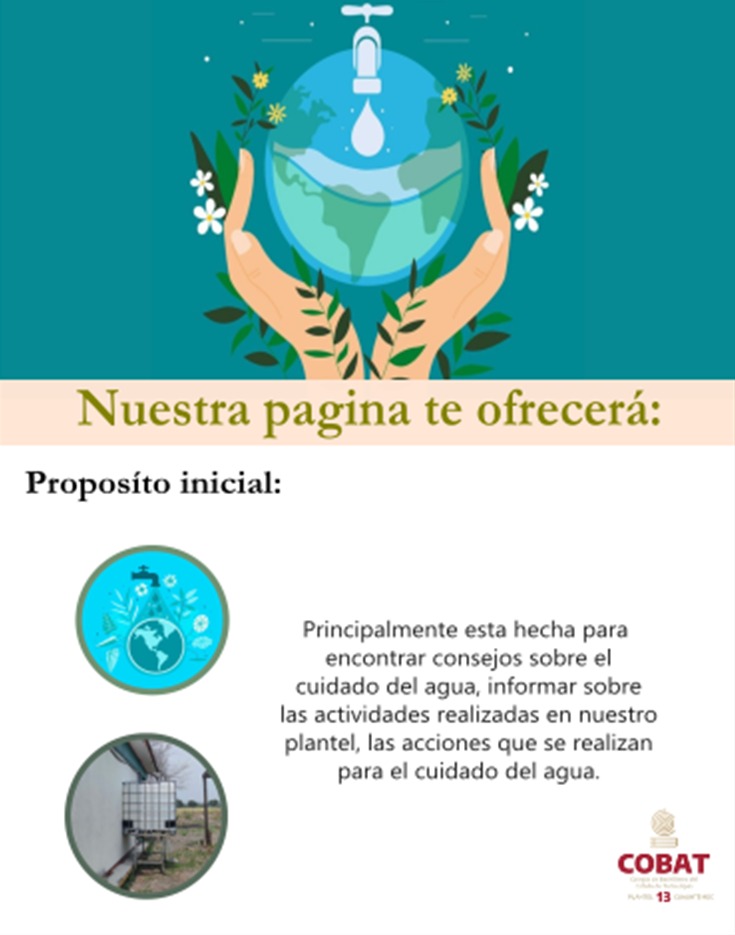 Nuestra pagina te ofrecerá:
Proposíto inicial:
Principalmente esta hecha para
encontrar consejos sobre el
cuidado del agua, informar sobre
las actividades realizadas en nuestro
plantel, las acciones que se realizan
para el cuidado del agua.
COBAT
PLANTEL 13